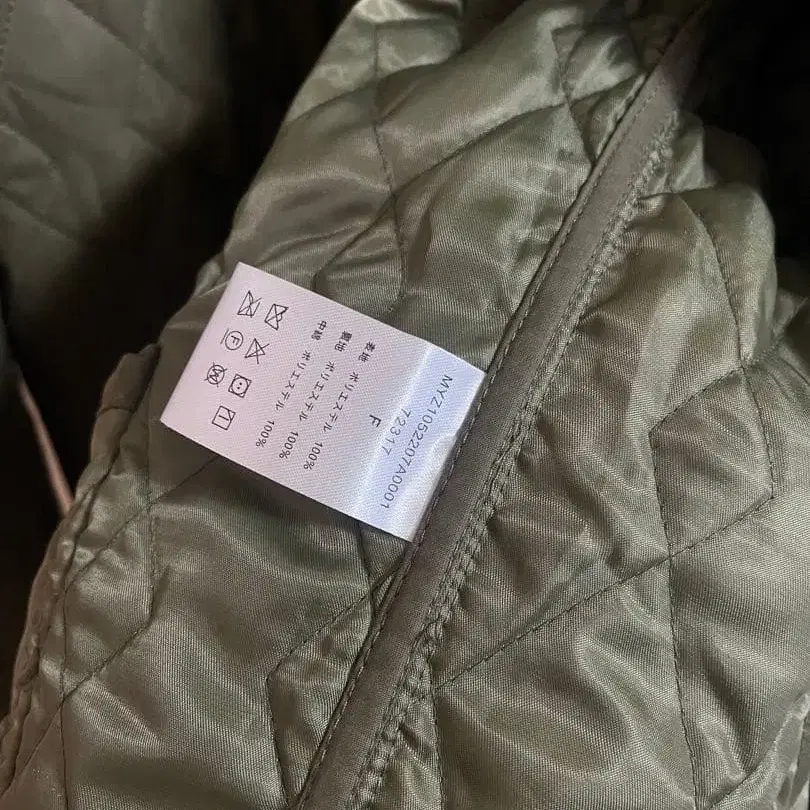 MYZ1052207A0001
72317
F
表地 ポリエステル 100%
裏地 ポリエステル 100%
中綿 ポリエステル 100%
F